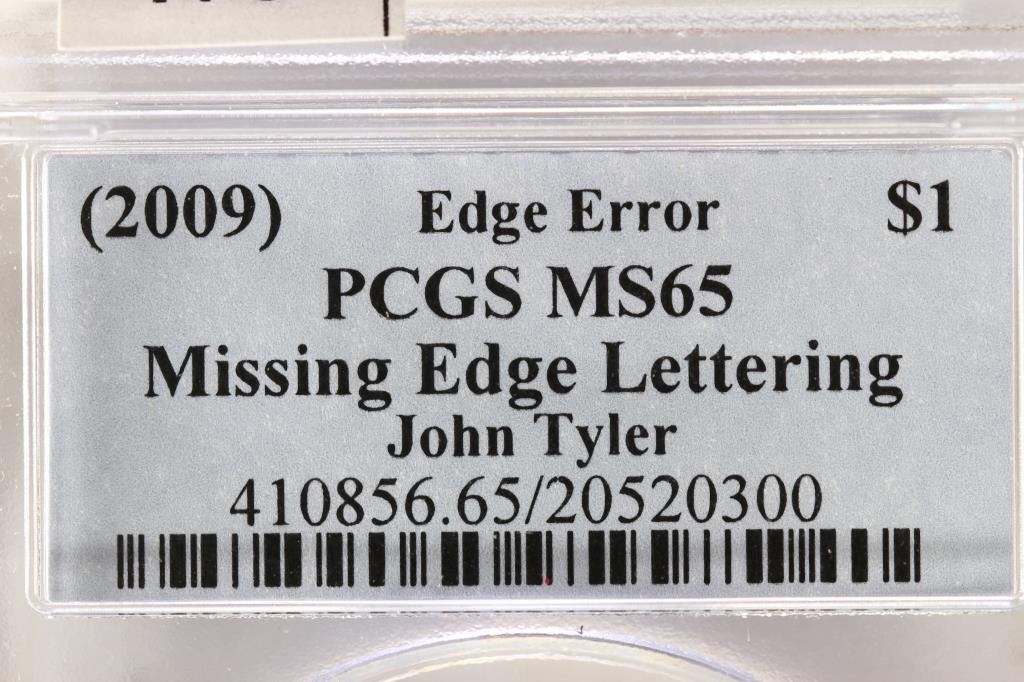 (2009) Edge Error $1
PCGS MS65
Missing Edge Lettering
John Tyler
410856.65/20520300